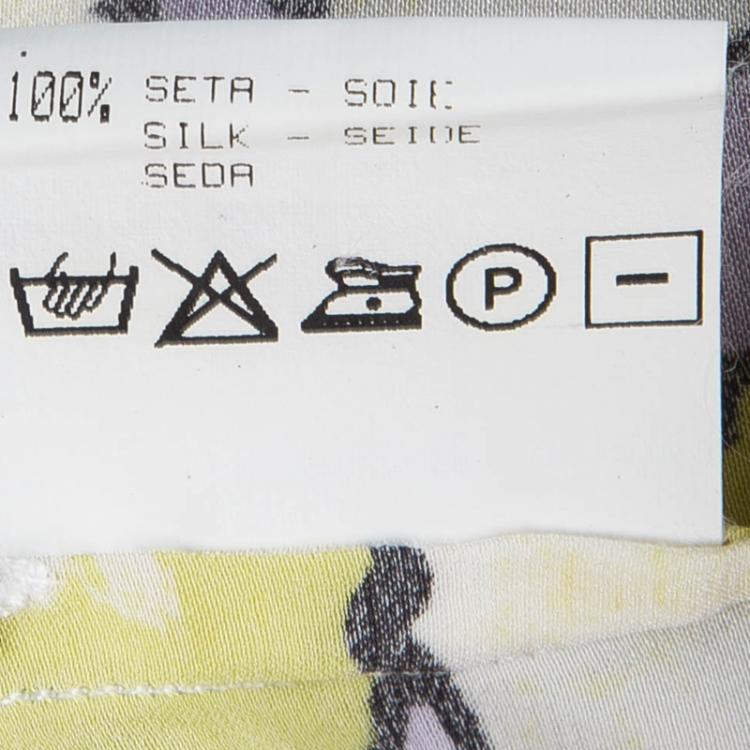 100% SETA - SOIE
SILK - SEIDE
SEDA
P